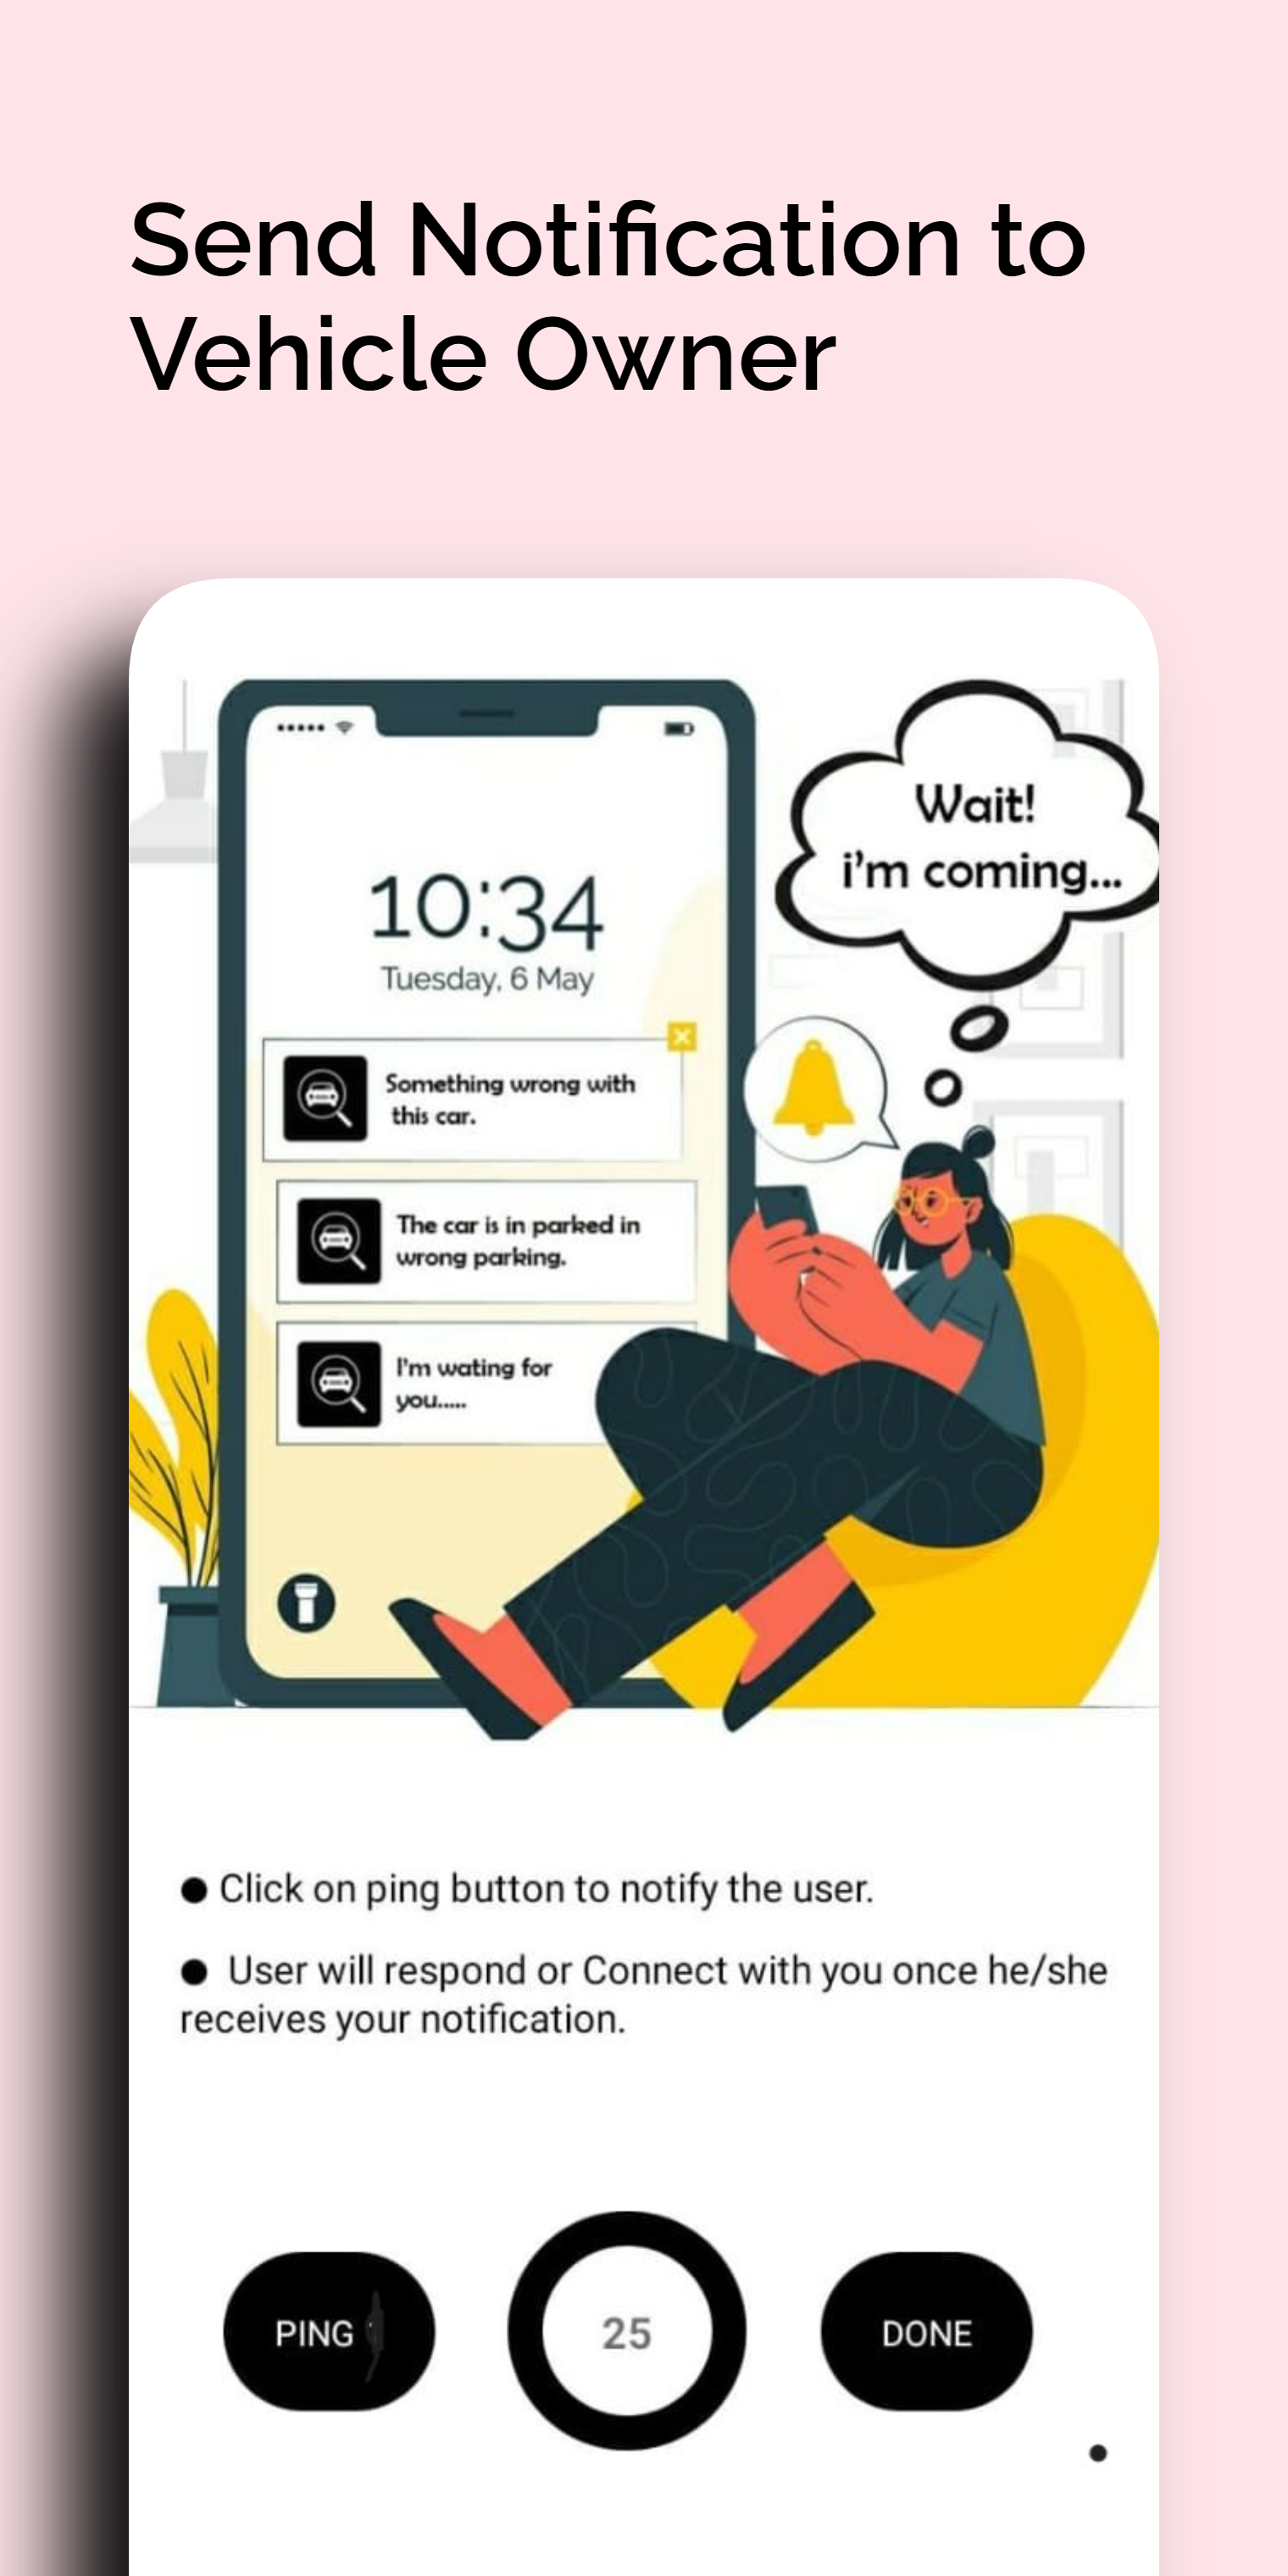 Send Notification to
Vehicle Owner
Wait!
i'm coming...
10:34
Tuesday, 6 May
Something wrong with
this car.
The car is in parked in
wrong parking.
I'm wating for
you.....
● Click on ping button to notify the user.
● User will respond or Connect with you once he/she
receives your notification.
PING
25
DONE